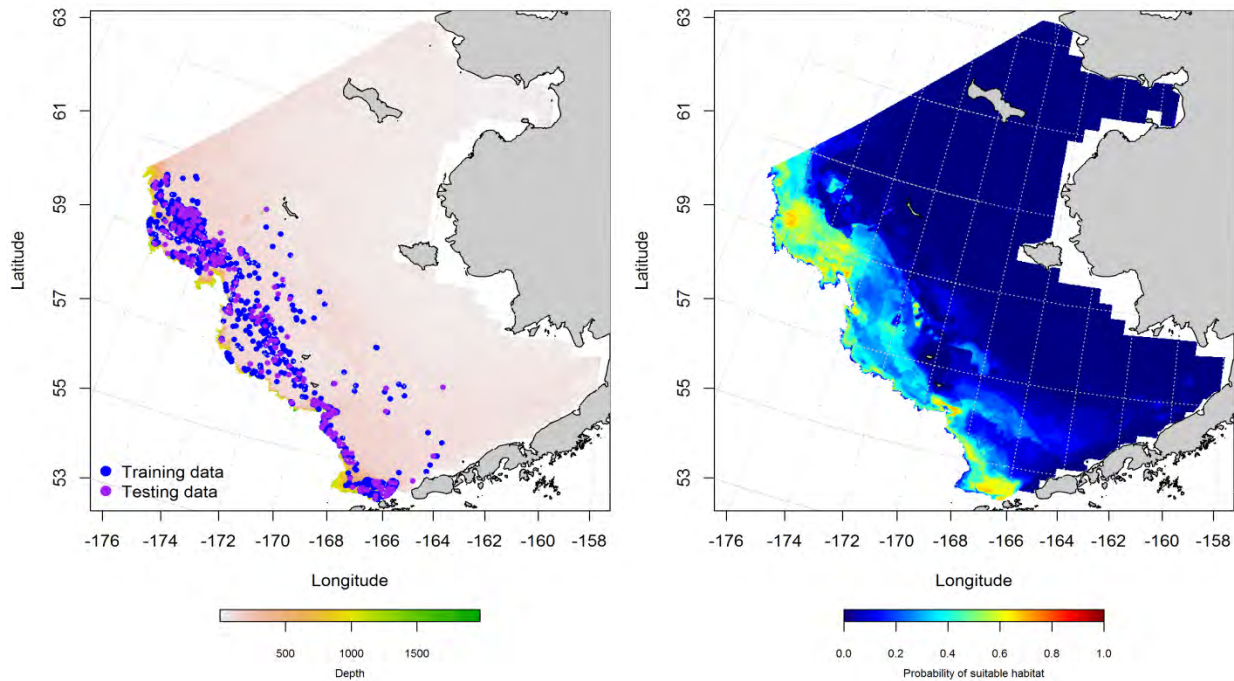 63
61
59
57
55
53
Latitude
Training data
Testing data
-176 -174 -172 -170 -168 -166 -164 -162 -160 -158
Longitude
500 1000 1500
Depth
63
61
59
57
55
53
Latitude
-176 -174 -172 -170 -168 -166 -164 -162 -160 -158
Longitude
0.0 0.2 0.4 0.6 0.8 1.0
Probability of suitable habitat